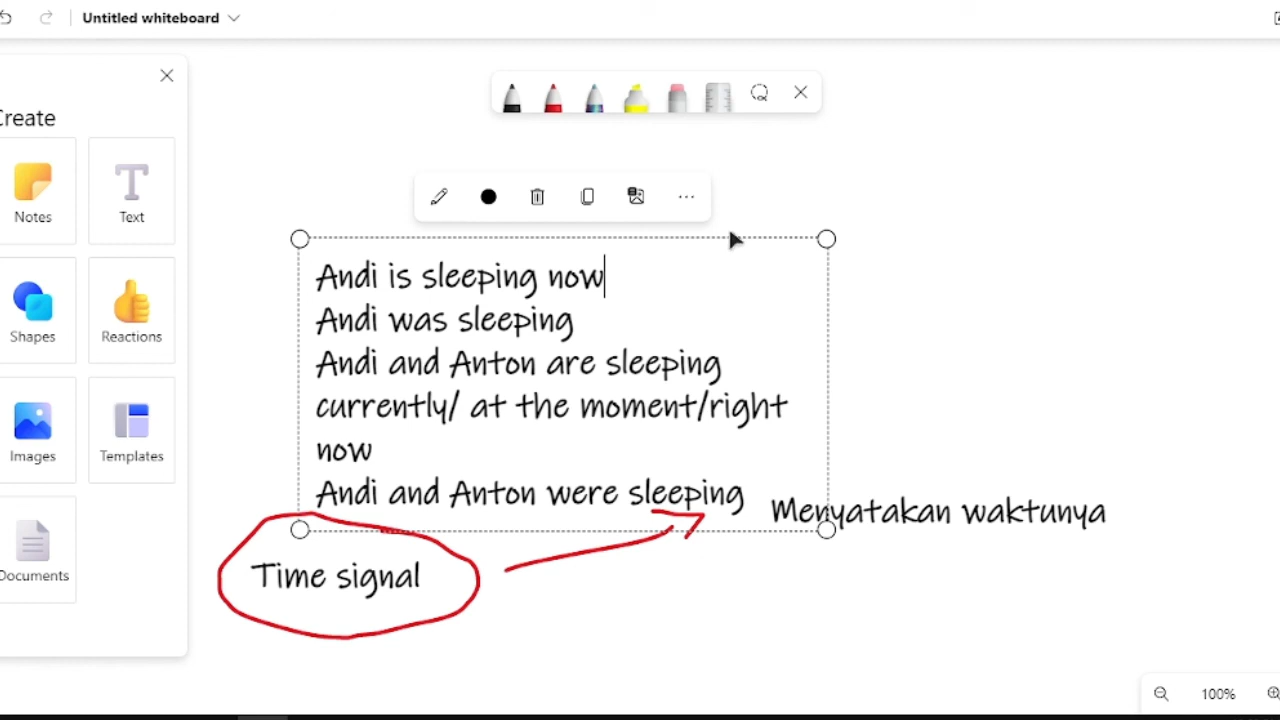 Untitled whiteboard
Create
Notes
Text
Shapes
Reactions
Images
Templates
Documents
Andi is sleeping now
Andi was sleeping
Andi and Anton are sleeping
currently/ at the moment/right
now
Andi and Anton were sleeping
Menyatakan waktunya
Time signal
100%